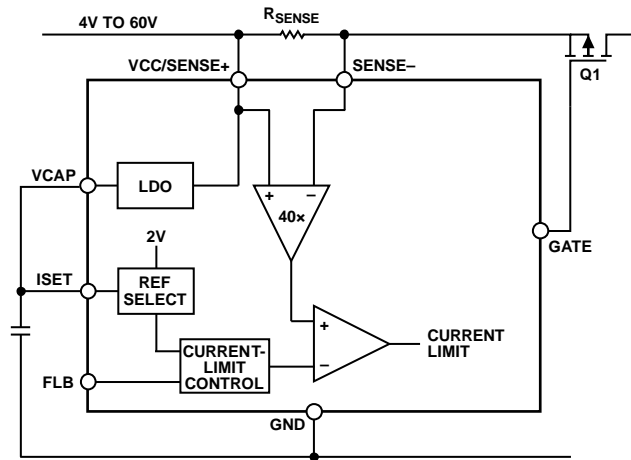 4V TO 60V
RSENSE
VCC/SENSE+
SENSE–
Q1
VCAP
LDO
+
–
40×
GATE
2V
ISET
REF
SELECT
+
–
CURRENT
LIMIT
CURRENT-
LIMIT
CONTROL
FLB
GND